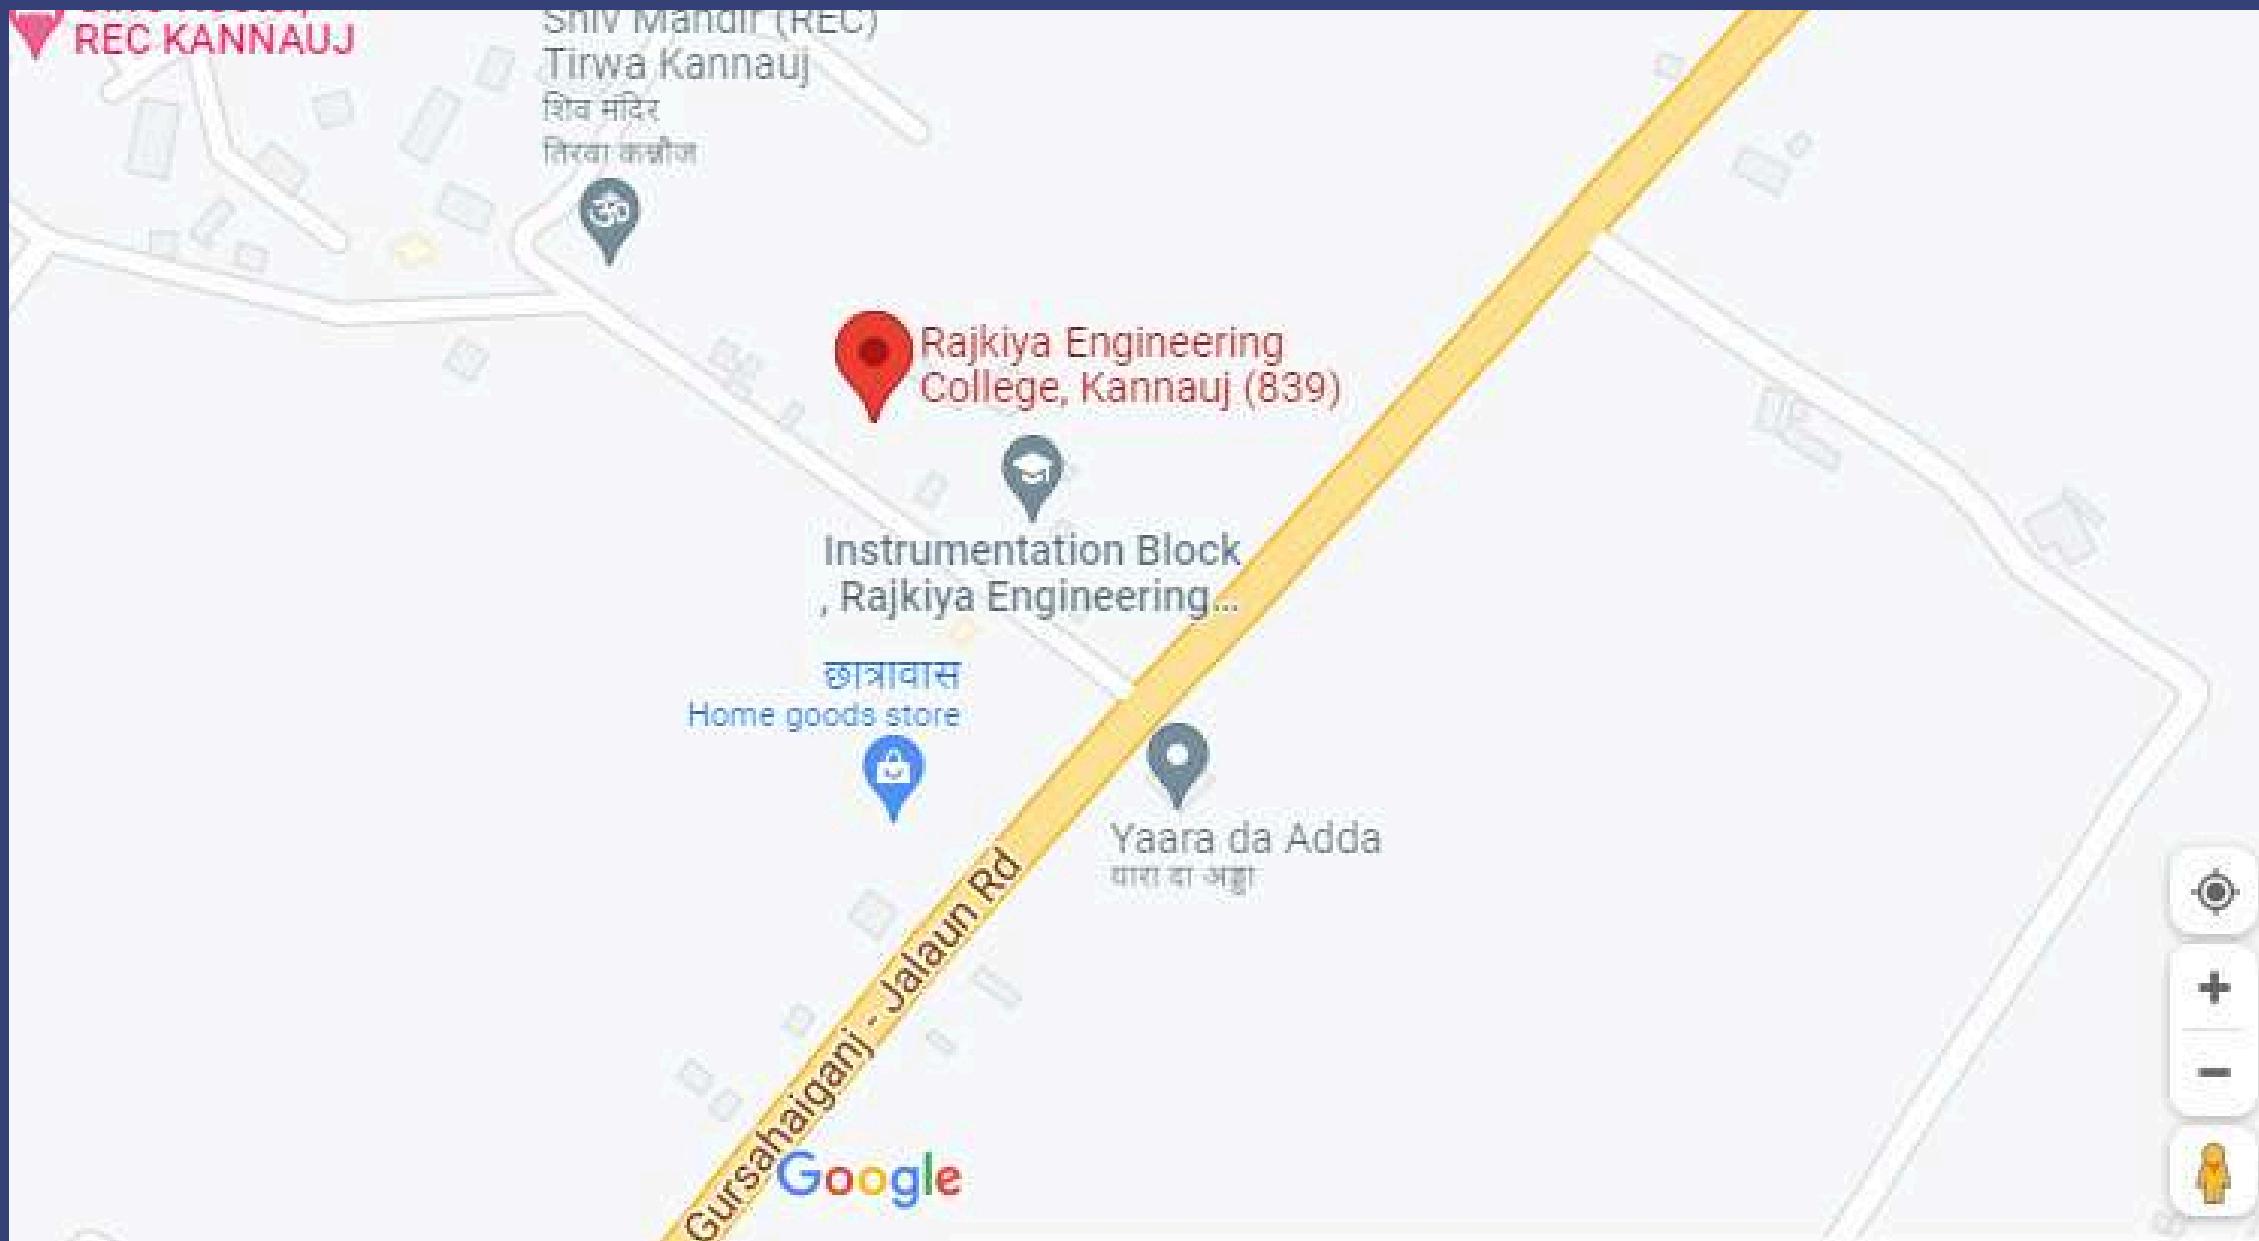 REC KANNAUJ
Shiv Mandir (REC)
Tirwa Kannauj
शिव मंदिर
तिरवा कन्नौज
Rajkiya Engineering
College, Kannauj (839)
Instrumentation Block
, Rajkiya Engineering...
छात्रावास
Home goods store
Yaara da Adda
यारा दा अड्डा
Gursahaiganj - Jalaun Rd
Google